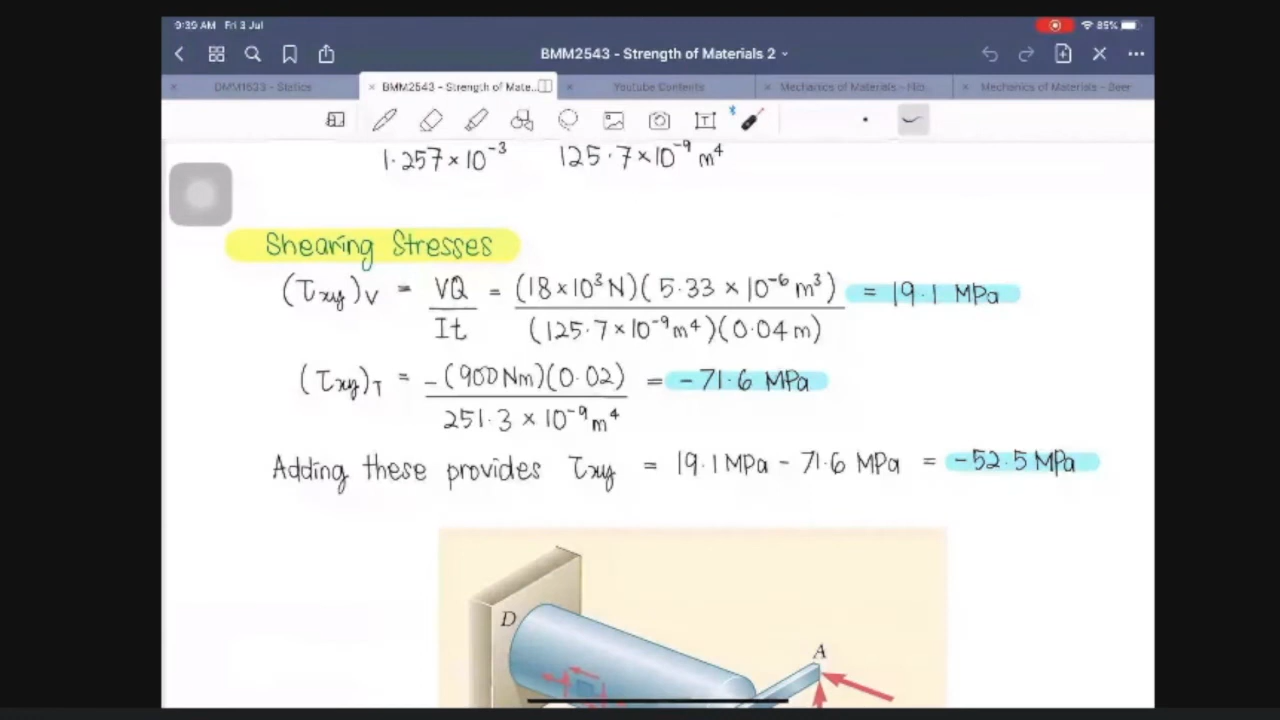 9:39 AM Fri 3 Jul
85%
BMM2543 - Strength of Materials 2
DMM1633 - Statics
BMM2543 - Strength of Mate...
Youtube Contents
Mechanics of Materials -
Mechanics of Materials - Beer
1.257 × 10⁻³ 125.7 × 10⁻⁹ m⁴
Shearing Stresses
(τxy)V = VQ/It = (18 × 10³ N)(5.33 × 10⁻⁶ m³)/(125.7 × 10⁻⁹ m⁴)(0.04 m) = 19.1 MPa
(τxy)T = -(900 Nm)(0.02)/251.3 × 10⁻⁹ m⁴ = -71.6 MPa
Adding these provides τxy = 19.1 MPa - 71.6 MPa = -52.5 MPa
D
A